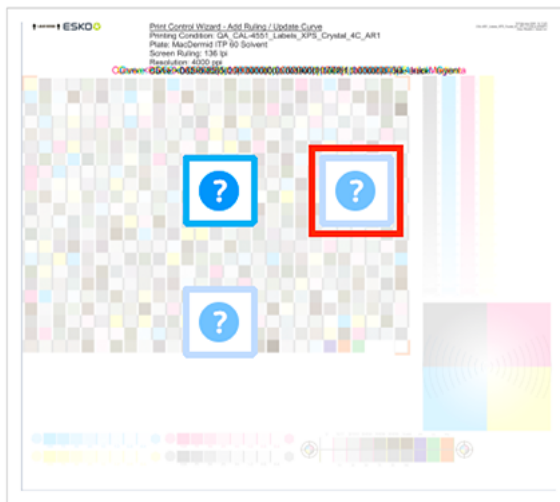 ESKO
Print Control Wizard - Add Ruling / Update Curve
Printing Condition: QA_CAL-4551_Labels_XPS_Crystal_4C_AR1
Plate: MacDermid ITP 60 Solvent
Screen Ruling: 136 lpi
Resolution: 4000 ppi
?
?
?